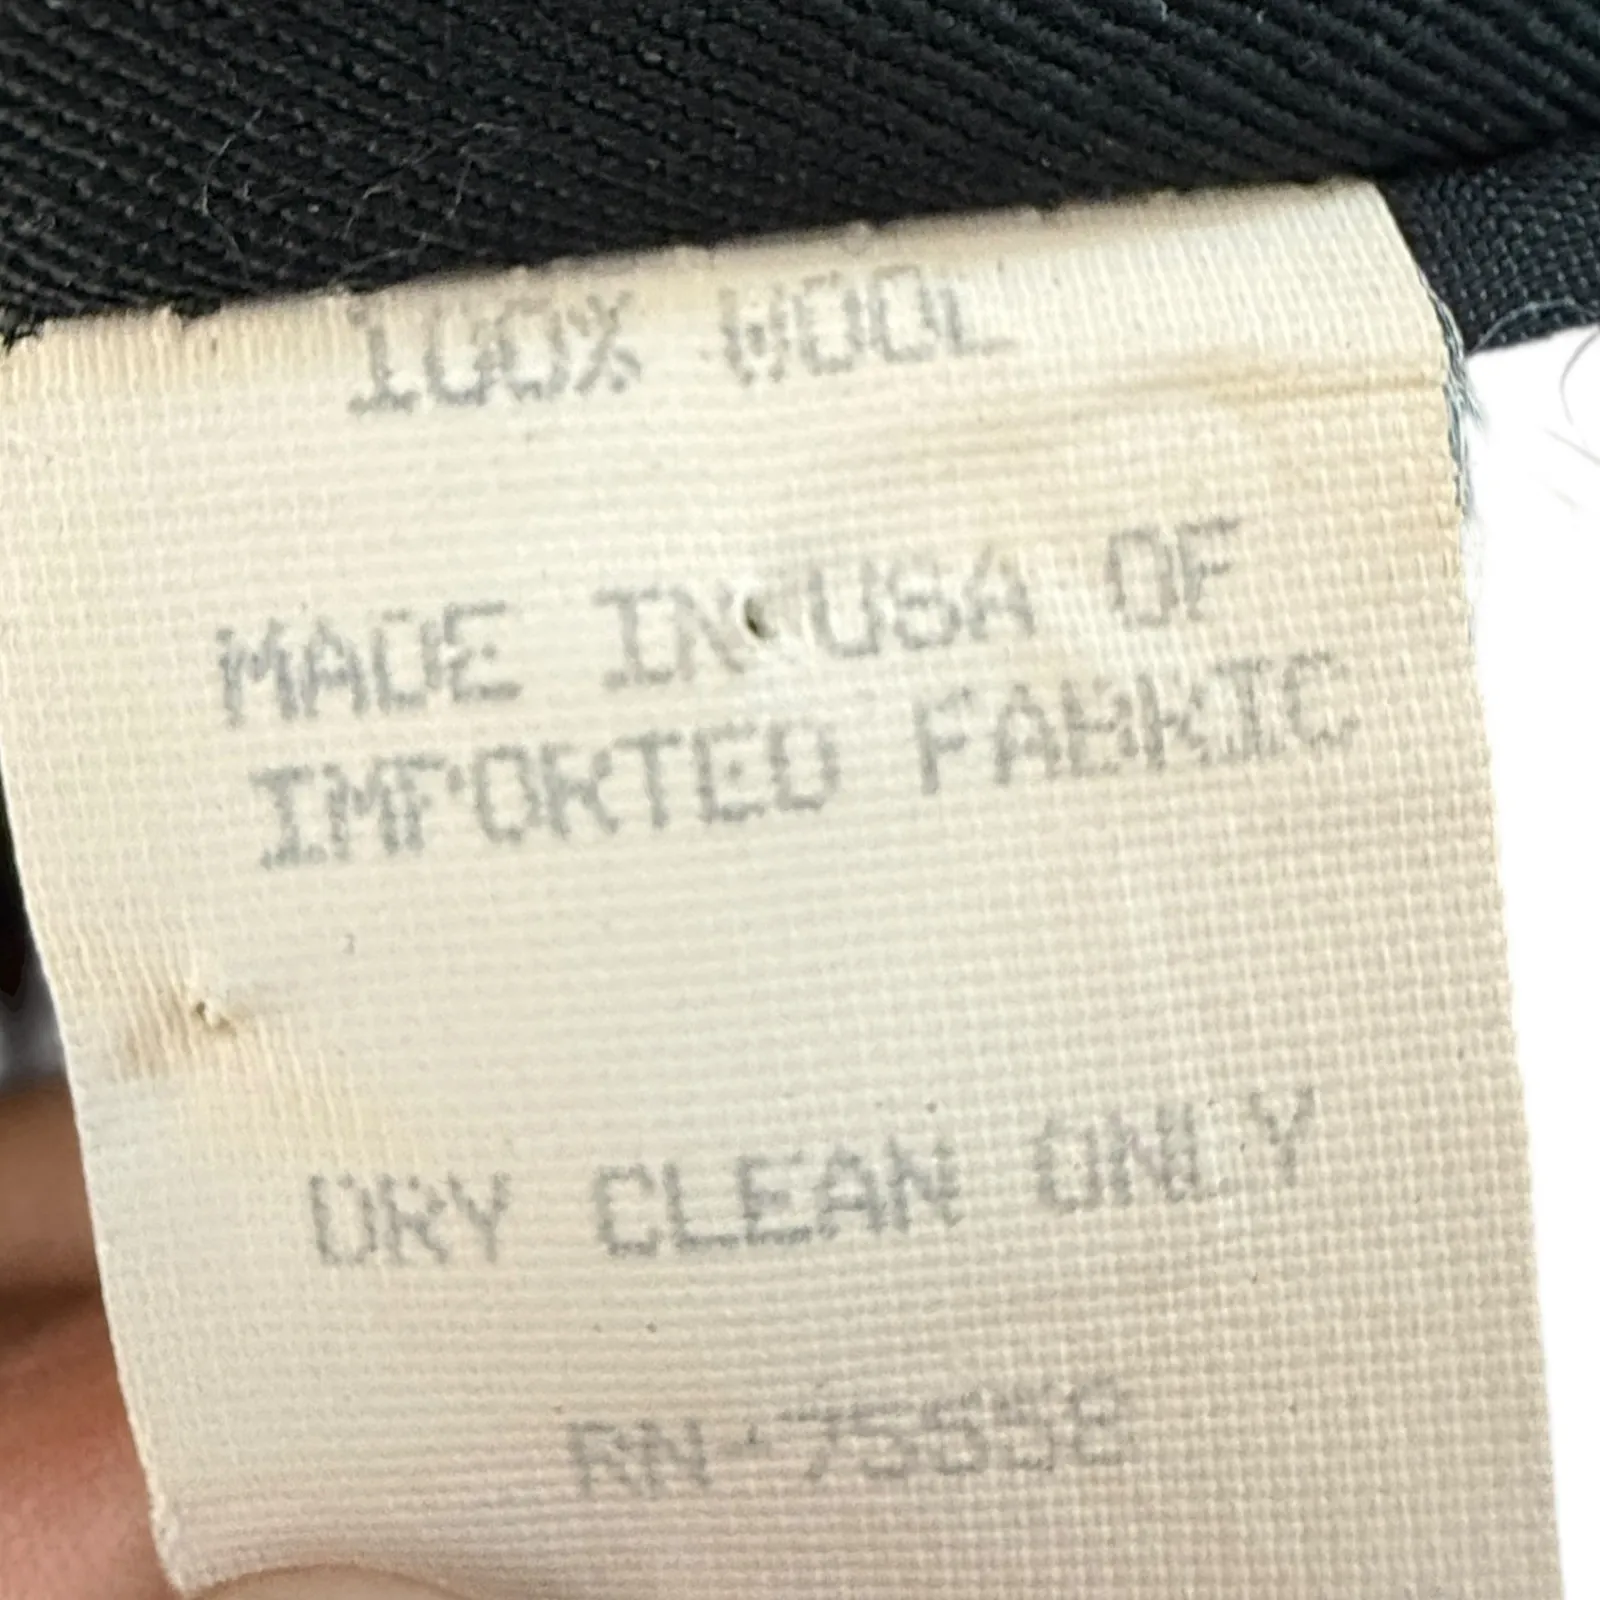 100% WOOL
MADE IN USA OF
IMPORTED FABRIC
DRY CLEAN ONLY